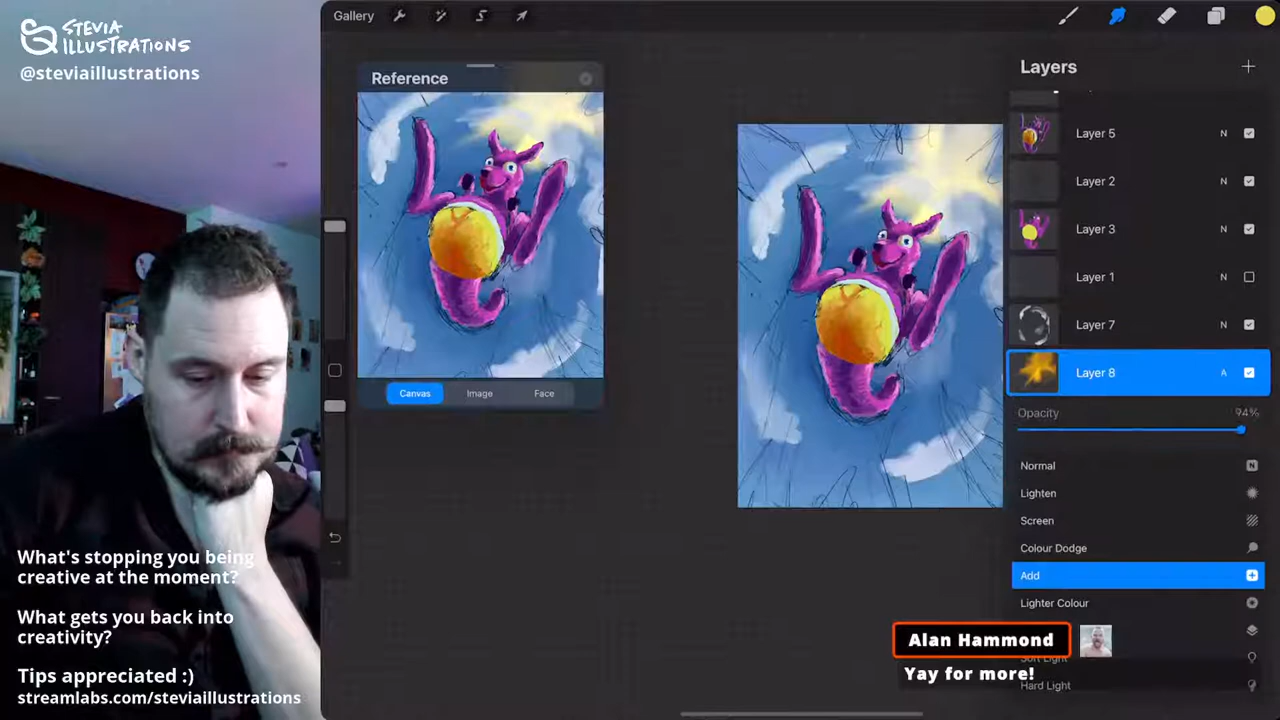 STEVIA
ILLUSTRATIONS
@steviaillustrations
Gallery
Reference
Canvas
Image
Face
Layers
Layer 5
N
Layer 2
N
Layer 3
N
Layer 1
N
Layer 7
N
Layer 8
A
Opacity
94%
Normal
N
Lighten
Screen
Colour Dodge
Add
Lighter Colour
Soft Light
Hard Light
Alan Hammond
Yay for more!
What's stopping you being
creative at the moment?
What gets you back into
creativity?
Tips appreciated :)
streamlabs.com/steviaillustrations